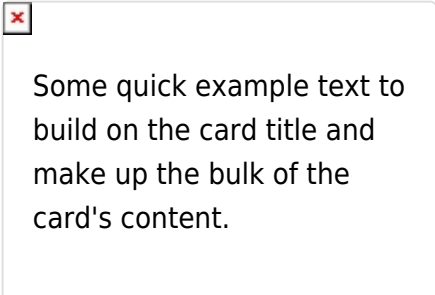 Some quick example text to
build on the card title and
make up the bulk of the
card's content.